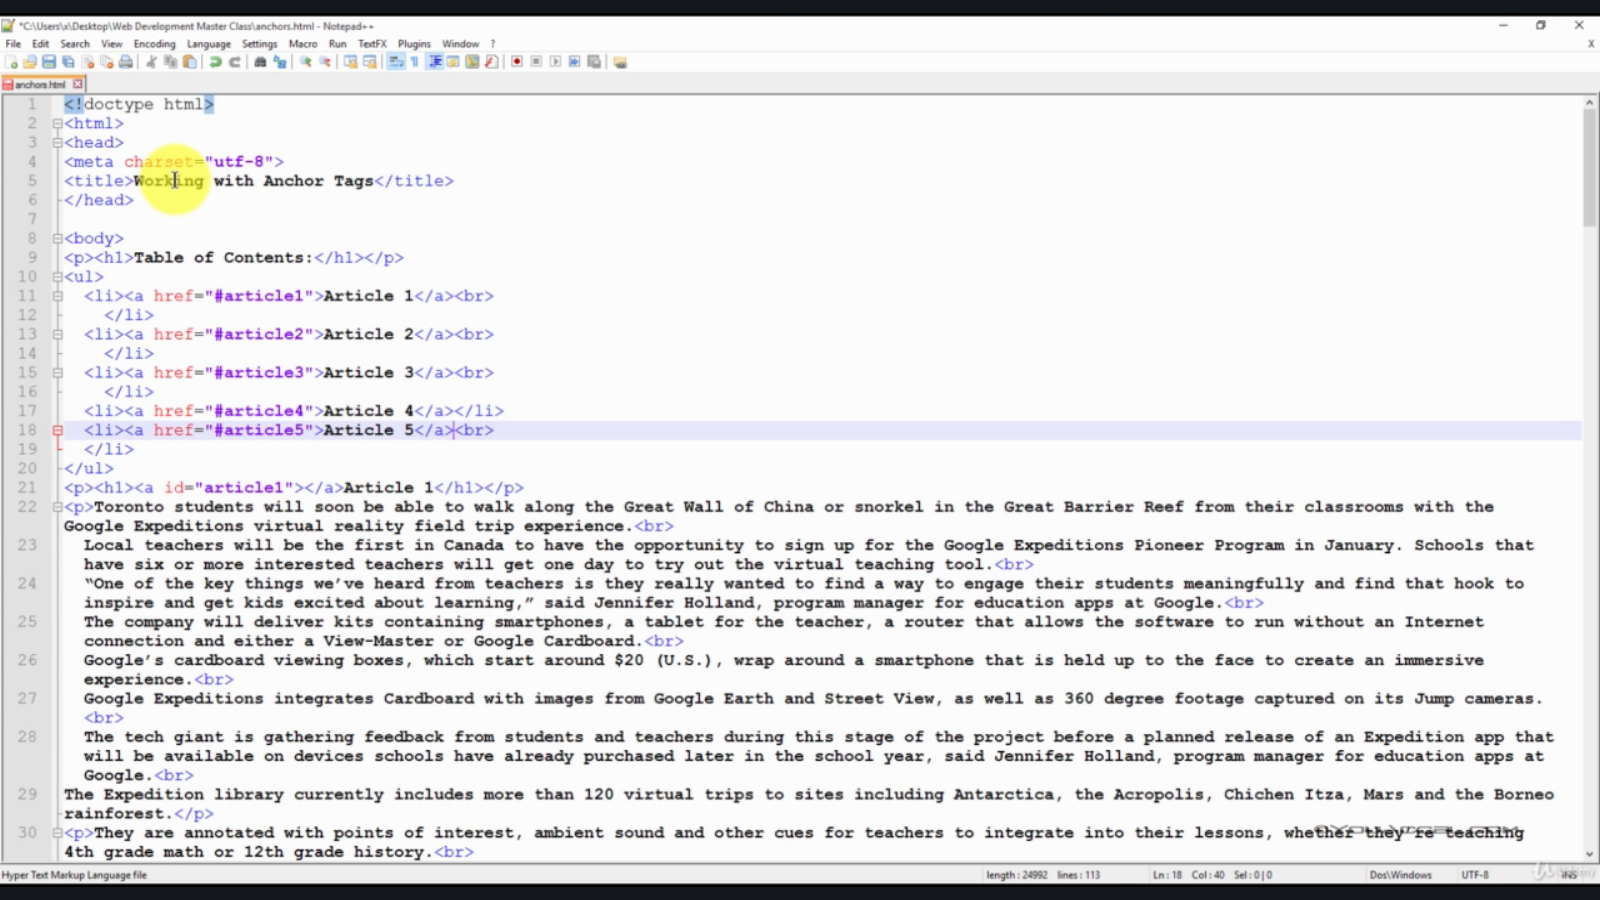 *C:\Users\x\Desktop\Web Development Master Class\anchors.html - Notepad++
File Edit Search View Encoding Language Settings Macro Run TextFX Plugins Window ? X
anchors.html
1 <!doctype html>
2 <html>
3 <head>
4 <meta charset="utf-8">
5 <title>Working with Anchor Tags</title>
6 </head>
7
8 <body>
9 <p><h1>Table of Contents:</h1></p>
10 <ul>
11 <li><a href="#article1">Article 1</a><br>
12 </li>
13 <li><a href="#article2">Article 2</a><br>
14 </li>
15 <li><a href="#article3">Article 3</a><br>
16 </li>
17 <li><a href="#article4">Article 4</a></li>
18 <li><a href="#article5">Article 5</a><br>
19 </li>
20 </ul>
21 <p><h1><a id="article1"></a>Article 1</h1></p>
22 <p>Toronto students will soon be able to walk along the Great Wall of China or snorkel in the Great Barrier Reef from their classrooms with the
Google Expeditions virtual reality field trip experience.<br>
23 Local teachers will be the first in Canada to have the opportunity to sign up for the Google Expeditions Pioneer Program in January. Schools that
have six or more interested teachers will get one day to try out the virtual teaching tool.<br>
24 “One of the key things we’ve heard from teachers is they really wanted to find a way to engage their students meaningfully and find that hook to
inspire and get kids excited about learning,” said Jennifer Holland, program manager for education apps at Google.<br>
25 The company will deliver kits containing smartphones, a tablet for the teacher, a router that allows the software to run without an Internet
connection and either a View-Master or Google Cardboard.<br>
26 Google’s cardboard viewing boxes, which start around $20 (U.S.), wrap around a smartphone that is held up to the face to create an immersive
experience.<br>
27 Google Expeditions integrates Cardboard with images from Google Earth and Street View, as well as 360 degree footage captured on its Jump cameras.
<br>
28 The tech giant is gathering feedback from students and teachers during this stage of the project before a planned release of an Expedition app that
will be available on devices schools have already purchased later in the school year, said Jennifer Holland, program manager for education apps at
Google.<br>
29 The Expedition library currently includes more than 120 virtual trips to sites including Antarctica, the Acropolis, Chichen Itza, Mars and the Borneo
rainforest.</p>
30 <p>They are annotated with points of interest, ambient sound and other cues for teachers to integrate into their lessons, whether they’re teaching
4th grade math or 12th grade history.<br>
Hyper Text Markup Language file length : 24992 lines : 113 Ln : 18 Col : 40 Sel : 0 | 0 Dos\Windows UTF-8 INS